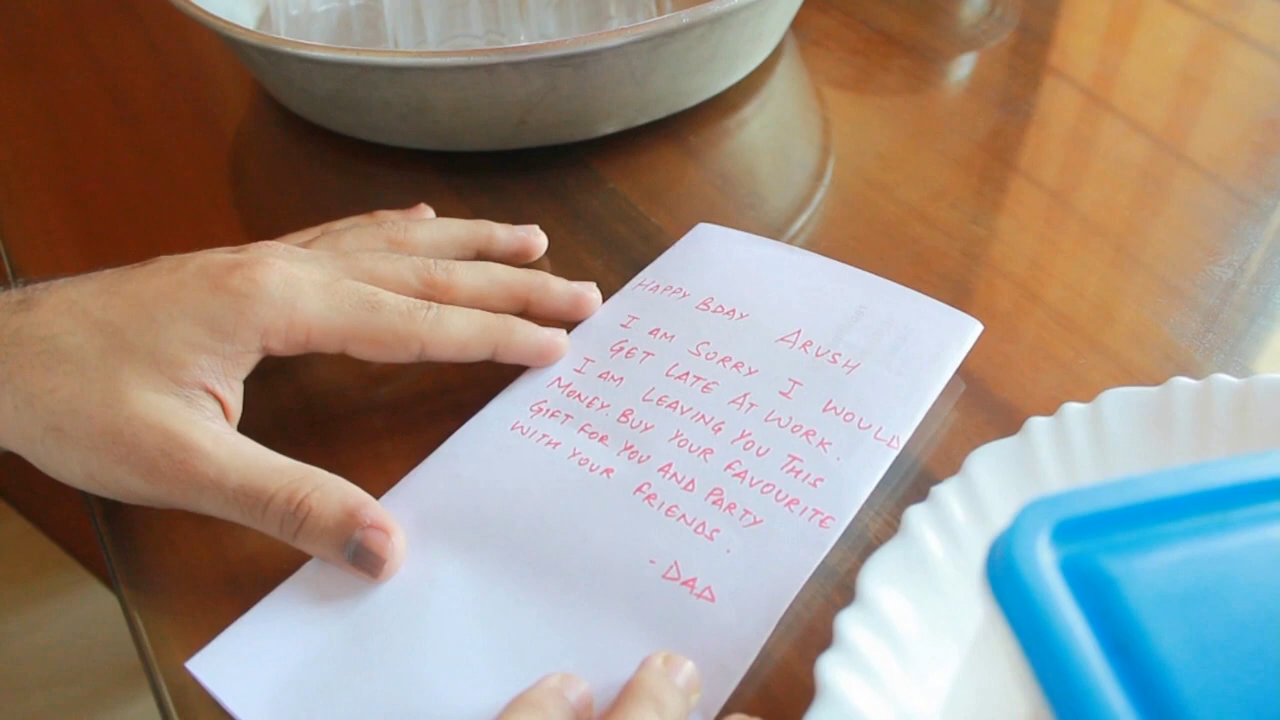 HAPPY BDAY ARUSH
I AM SORRY I WOULD
GET LATE AT WORK.
I AM LEAVING YOU THIS
MONEY. BUY YOUR FAVOURITE
GIFT FOR YOU AND PARTY
WITH YOUR FRIENDS.
- DAD